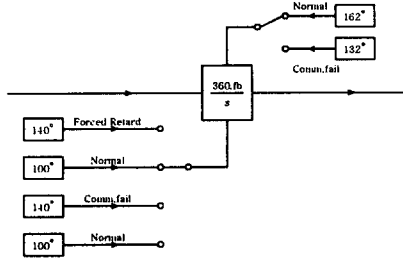 Normal
162°
132°
Comm.fail
360.fb
s
Forced Retard
140°
Normal
100°
Comm.fail
140°
Normal
100°